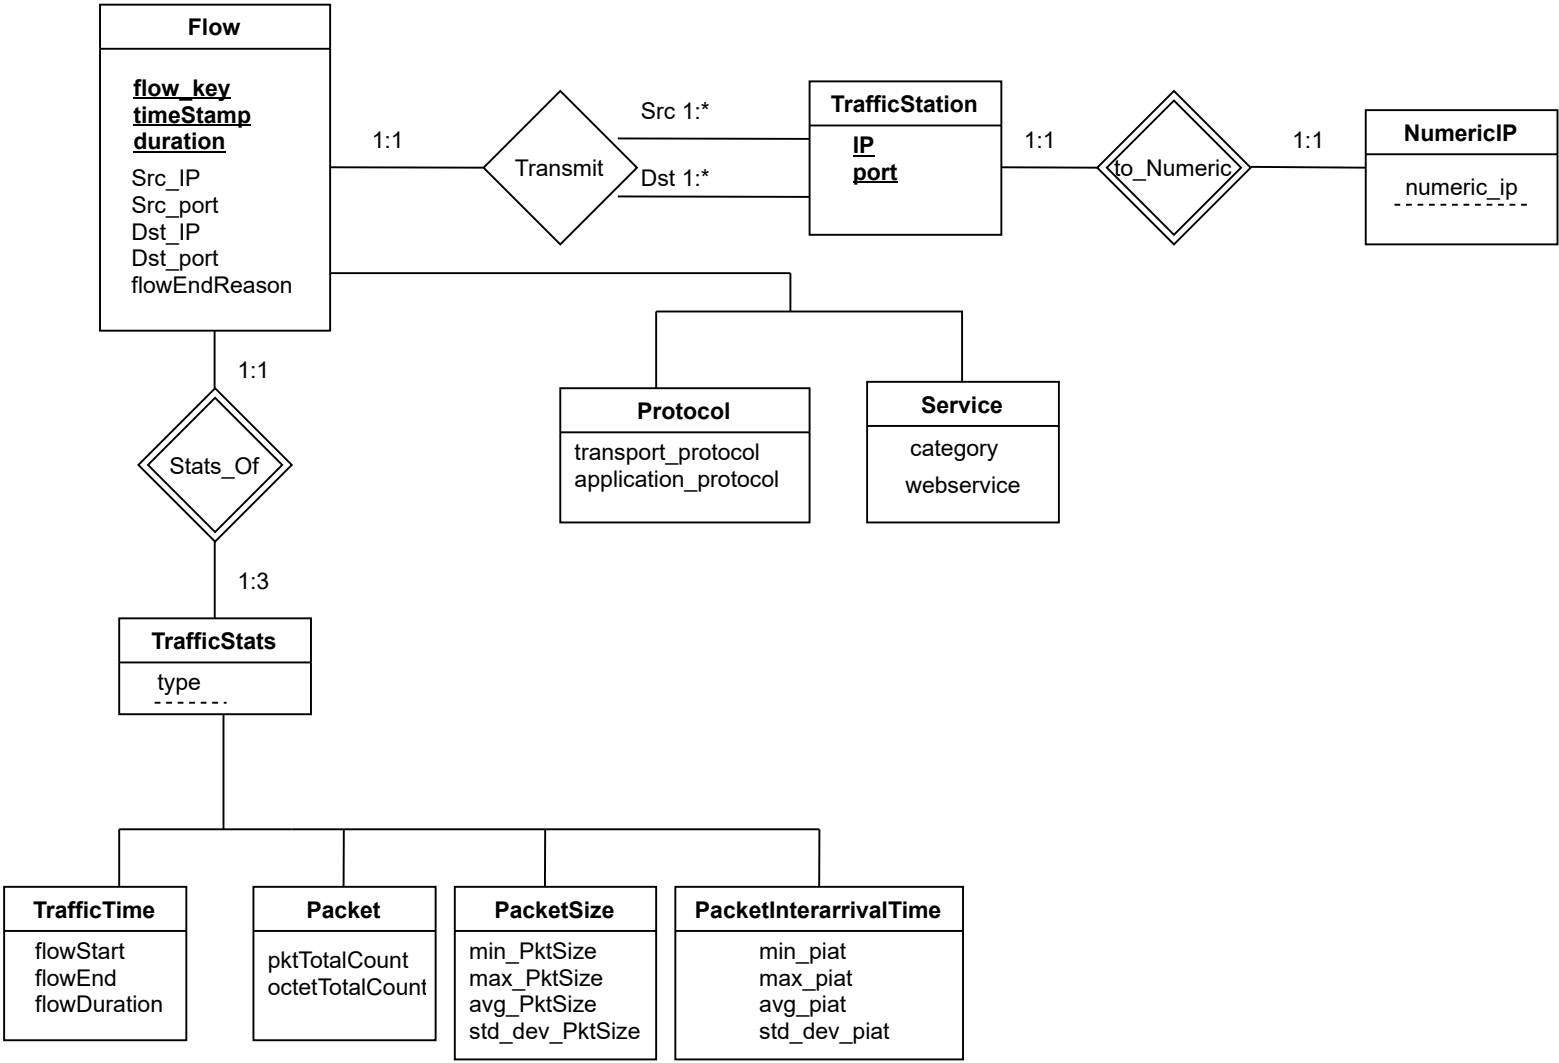 Flow
flow_key
timeStamp
duration
Src_IP
Src_port
Dst_IP
Dst_port
flowEndReason
1:1
Transmit
Src 1:*
Dst 1:*
TrafficStation
IP
port
1:1
to_Numeric
1:1
NumericIP
numeric_ip
1:1
Stats_Of
1:3
Protocol
transport_protocol
application_protocol
Service
category
webservice
TrafficStats
type
TrafficTime
flowStart
flowEnd
flowDuration
Packet
pktTotalCount
octetTotalCount
PacketSize
min_PktSize
max_PktSize
avg_PktSize
std_dev_PktSize
PacketInterarrivalTime
min_piat
max_piat
avg_piat
std_dev_piat